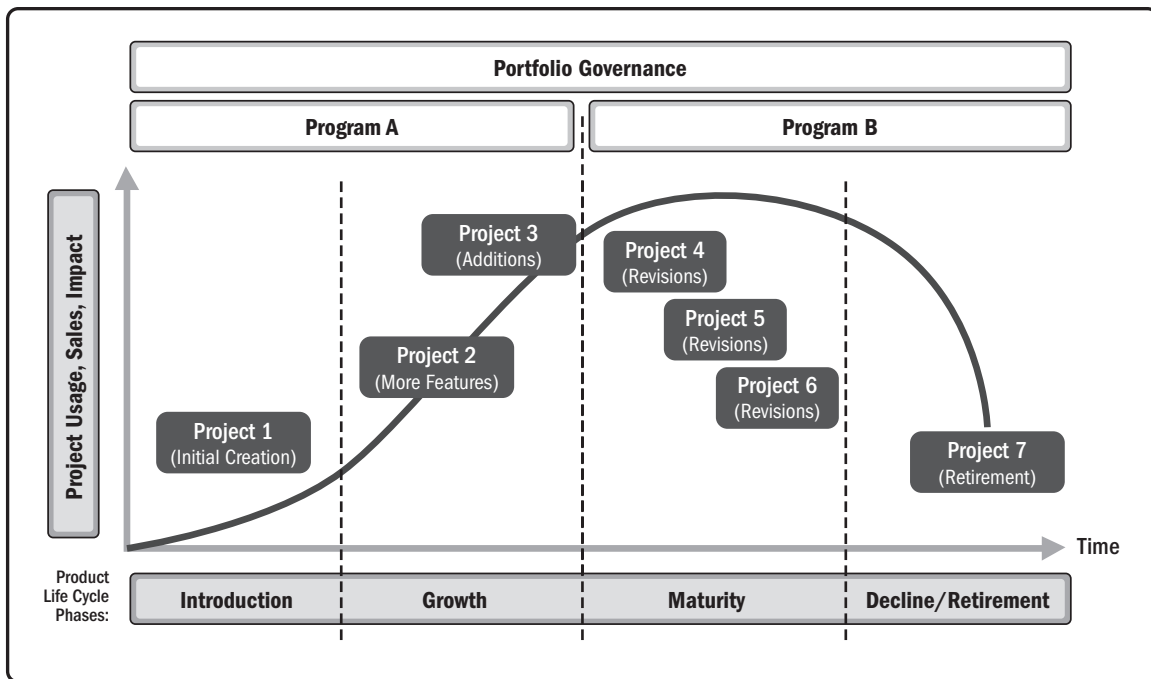 Portfolio Governance
Program A
Program B
Project Usage, Sales, Impact
Project 3
(Additions)
Project 4
(Revisions)
Project 5
(Revisions)
Project 2
(More Features)
Project 6
(Revisions)
Project 1
(Initial Creation)
Project 7
(Retirement)
Time
Product
Life Cycle
Phases:
Introduction
Growth
Maturity
Decline/Retirement